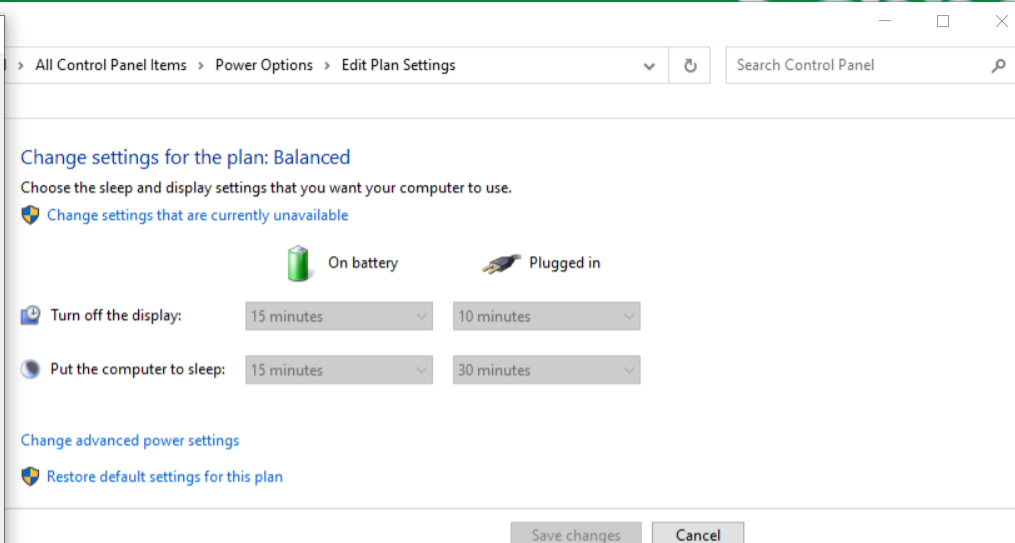 All Control Panel Items > Power Options > Edit Plan Settings
Search Control Panel
Change settings for the plan: Balanced
Choose the sleep and display settings that you want your computer to use.
Change settings that are currently unavailable
On battery Plugged in
Turn off the display: 15 minutes 10 minutes
Put the computer to sleep: 15 minutes 30 minutes
Change advanced power settings
Restore default settings for this plan
Save changes Cancel